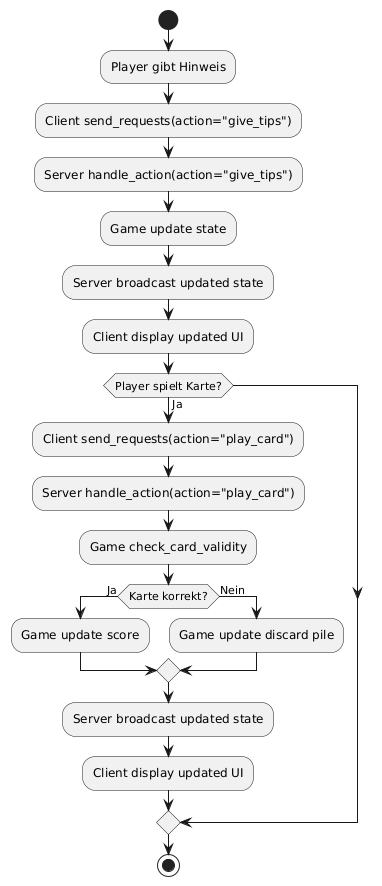 Player gibt Hinweis
Client send_requests(action="give_tips")
Server handle_action(action="give_tips")
Game update state
Server broadcast updated state
Client display updated UI
Player spielt Karte?
Ja
Client send_requests(action="play_card")
Server handle_action(action="play_card")
Game check_card_validity
Ja
Karte korrekt?
Nein
Game update score
Game update discard pile
Server broadcast updated state
Client display updated UI